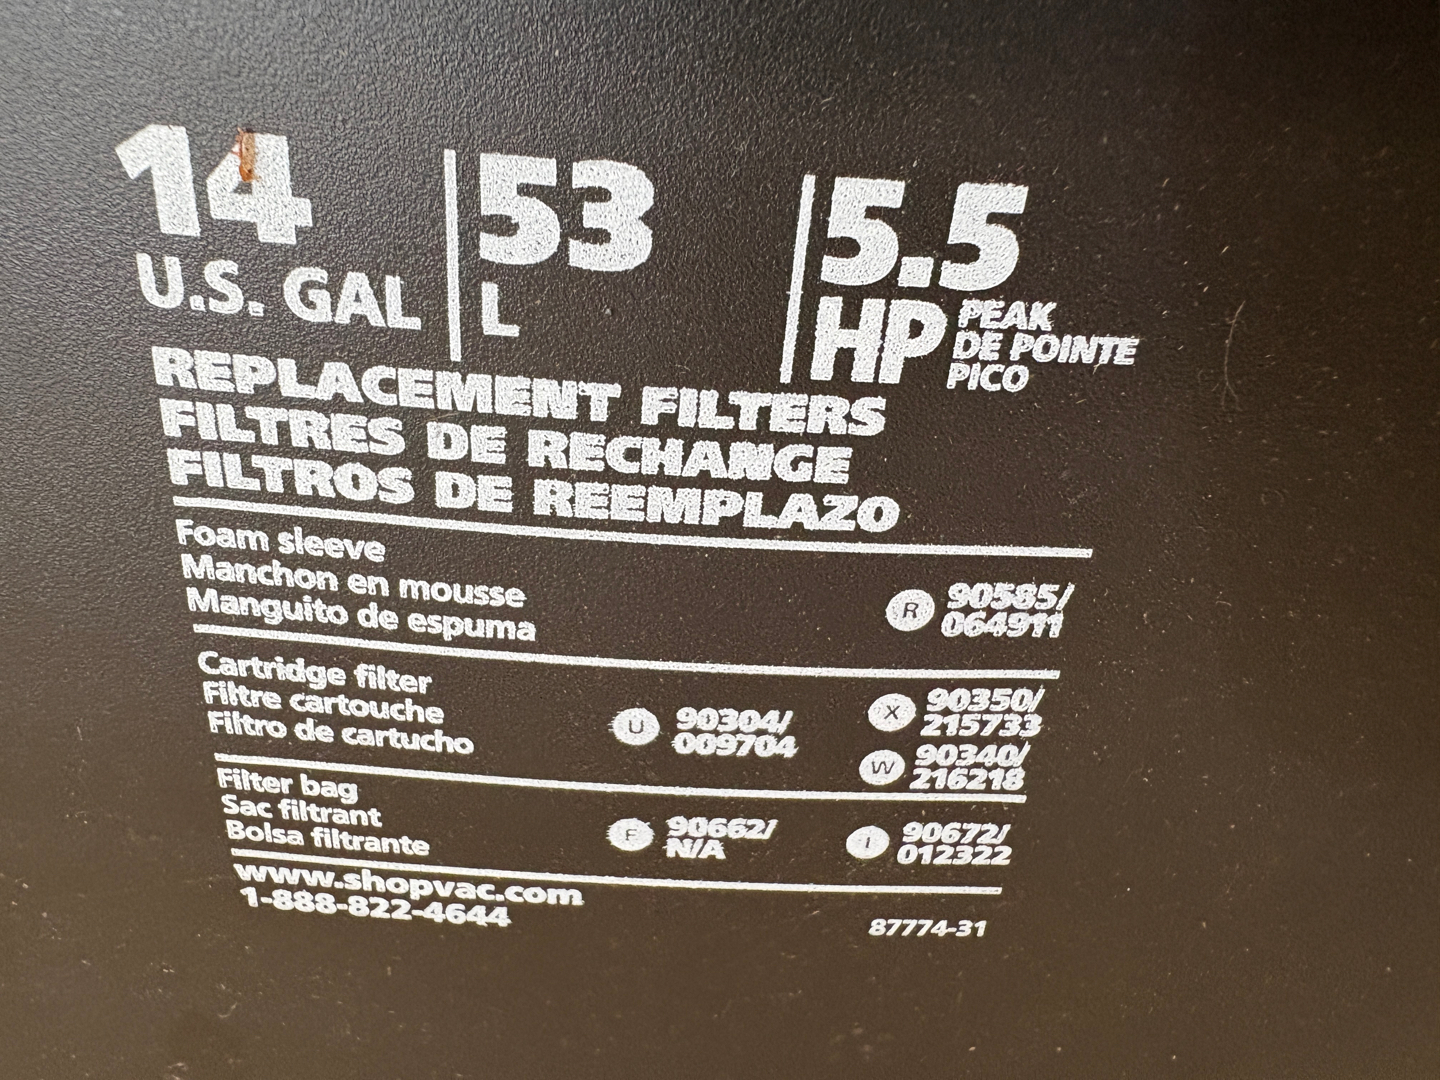 14
U.S. GAL
53
L
5.5
HP PEAK
DE POINTE
PICO
REPLACEMENT FILTERS
FILTRES DE RECHANGE
FILTROS DE REEMPLAZO
Foam sleeve
Manchon en mousse
Manguito de espuma
R 90585/
064911
Cartridge filter
Filtre cartouche
Filtro de cartucho
U 90304/
009704
X 90350/
215733
W 90340/
216218
Filter bag
Sac filtrant
Bolsa filtrante
F 90662/
N/A
I 90672/
012322
www.shopvac.com
1-888-822-4644
87774-31